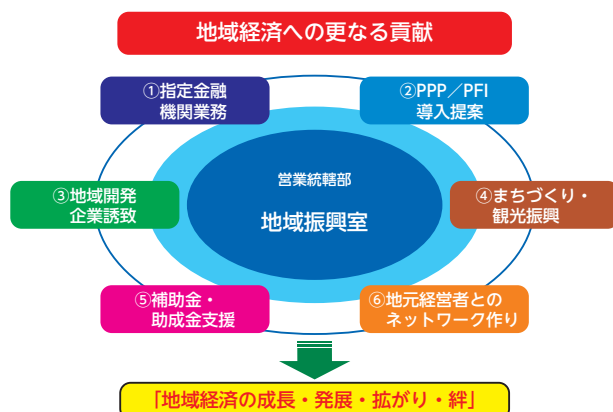 地域経済への更なる貢献
①指定金融
機関業務
②PPP／PFI
導入提案
営業統轄部
地域振興室
③地域開発
企業誘致
④まちづくり・
観光振興
⑤補助金・
助成金支援
⑥地元経営者との
ネットワーク作り
「地域経済の成長・発展・拡がり・絆」